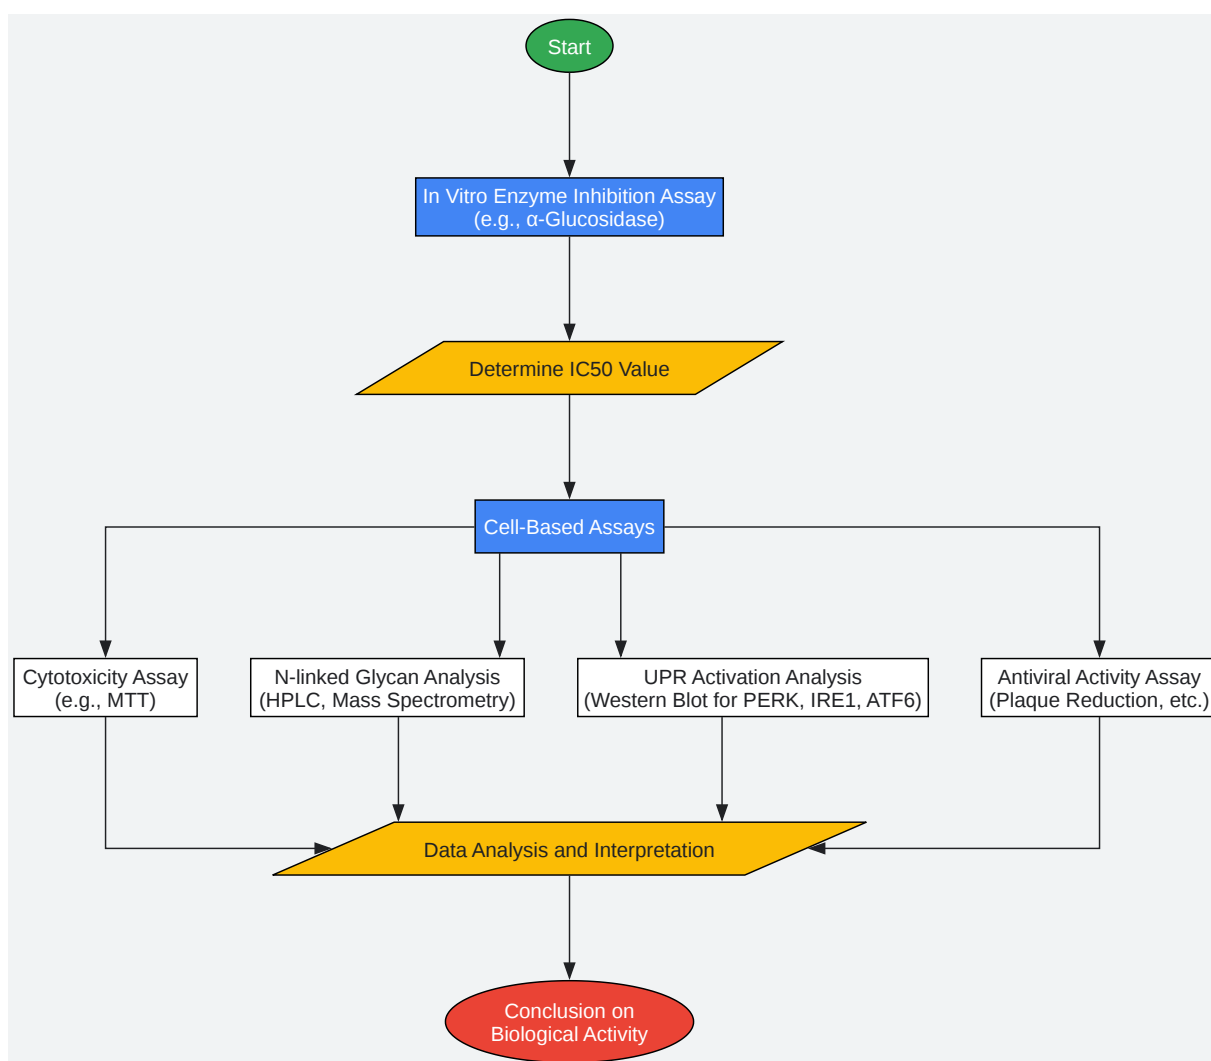 Start
In Vitro Enzyme Inhibition Assay
(e.g., α-Glucosidase)
Determine IC50 Value
Cell-Based Assays
Cytotoxicity Assay
(e.g., MTT)
N-linked Glycan Analysis
(HPLC, Mass Spectrometry)
UPR Activation Analysis
(Western Blot for PERK, IRE1, ATF6)
Antiviral Activity Assay
(Plaque Reduction, etc.)
Data Analysis and Interpretation
Conclusion on
Biological Activity